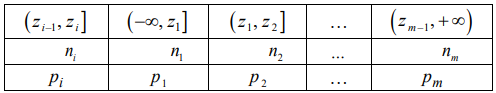 (z_{i-1}, z_i] (-∞, z_1] (z_1, z_2] … (z_{m-1}, +∞)
n_i n_1 n_2 ... n_m
p_i p_1 p_2 … p_m